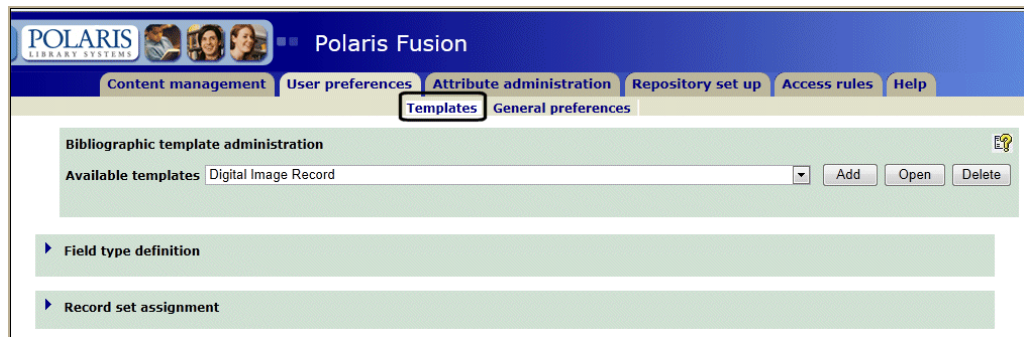 POLARIS
LIBRARY SYSTEMS
Polaris Fusion
Content management User preferences Attribute administration Repository set up Access rules Help
Templates General preferences
Bibliographic template administration
Available templates Digital Image Record Add Open Delete
Field type definition
Record set assignment